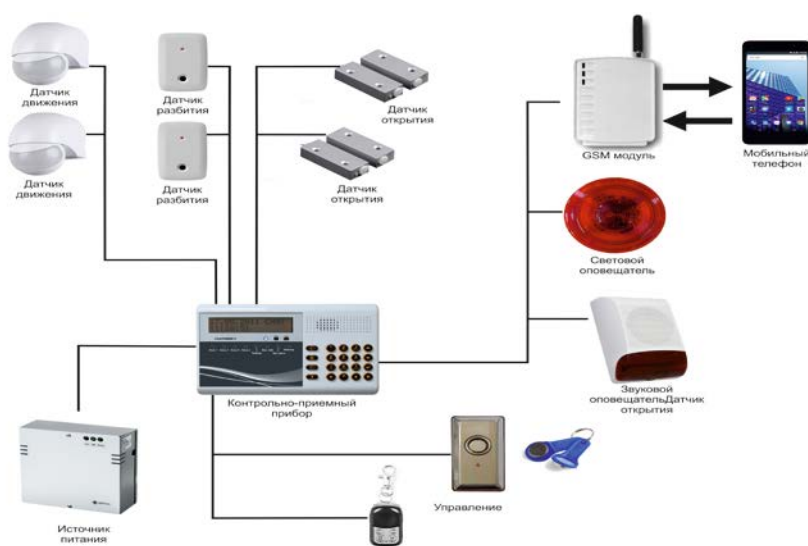 Датчик
движения
Датчик
разбития
Датчик
открытия
GSM модуль
Мобильный
телефон
Датчик
движения
Датчик
разбития
Датчик
открытия
Световой
оповещатель
Контрольно-приемный
прибор
Звуковой
оповещательДатчик
открытия
Источник
питания
Управление